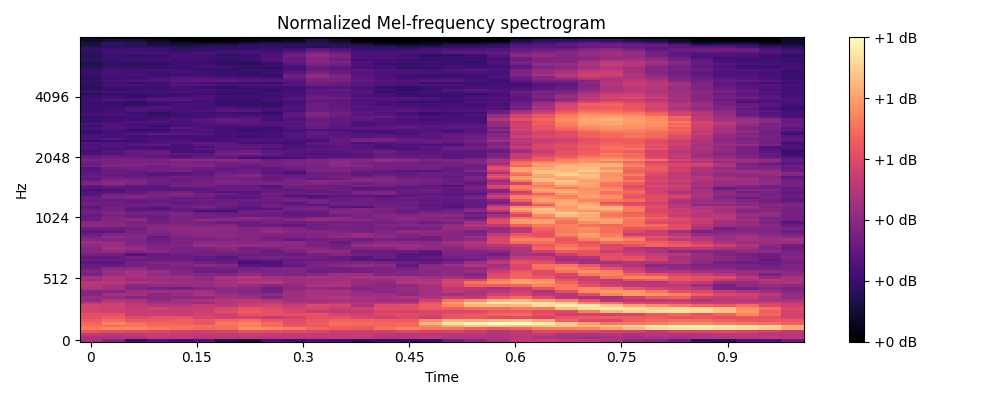 Normalized Mel-frequency spectrogram
Hz
4096
2048
1024
512
0
0 0.15 0.3 0.45 0.6 0.75 0.9
Time
+1 dB
+1 dB
+1 dB
+0 dB
+0 dB
+0 dB